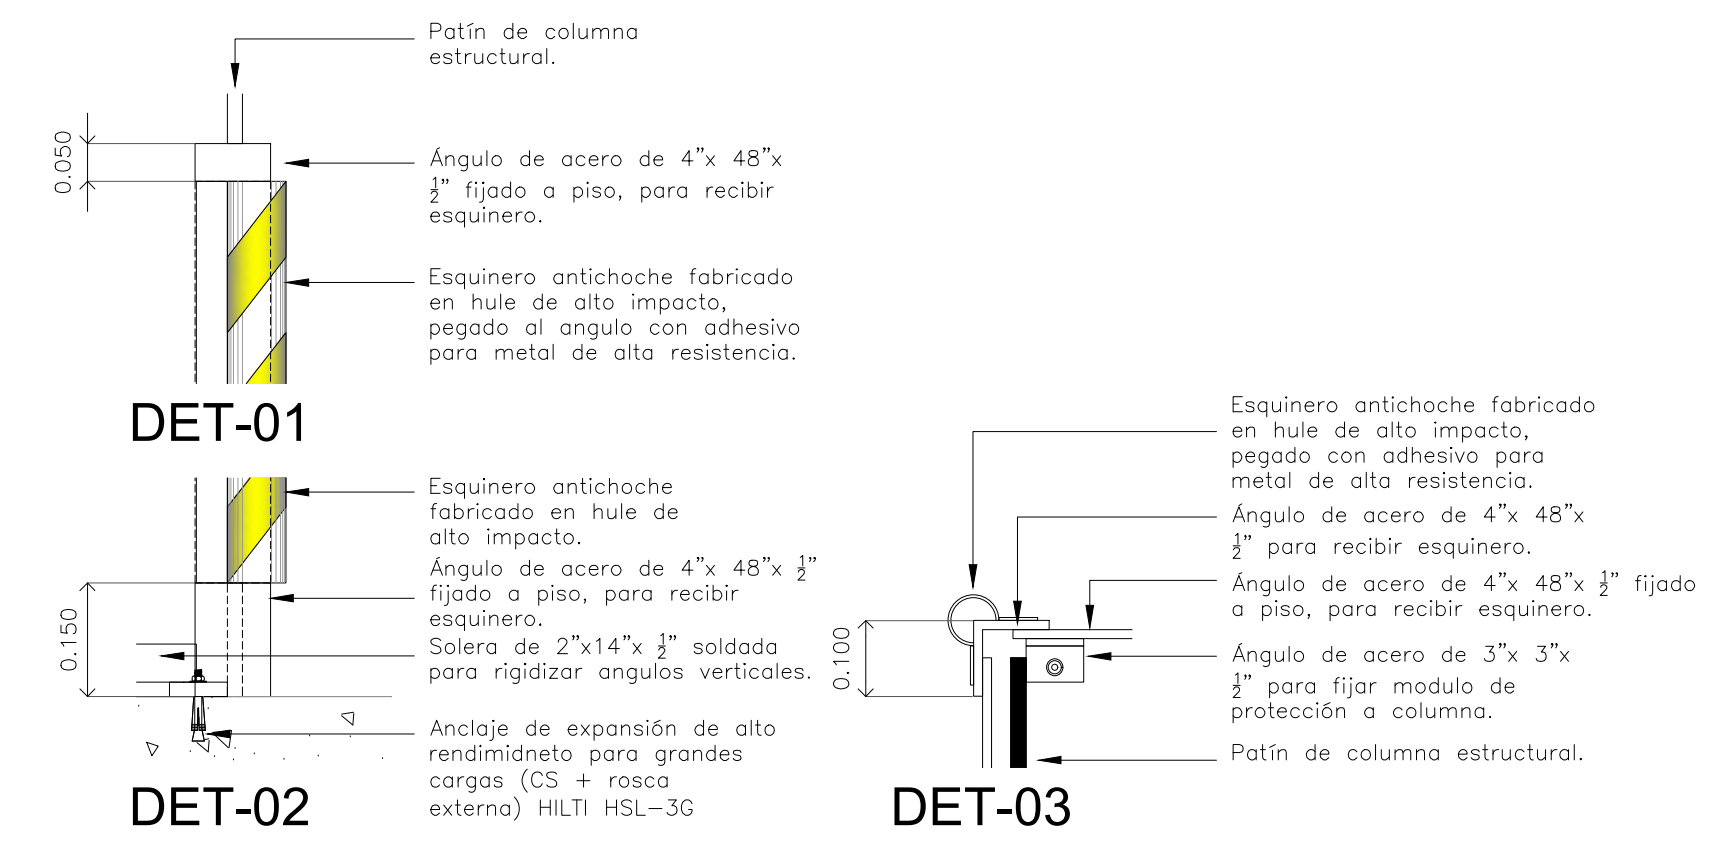 Patín de columna
estructural.
0.050
Ángulo de acero de 4"x 48"x
½" fijado a piso, para recibir
esquinero.
Esquinero antichoche fabricado
en hule de alto impacto,
pegado al angulo con adhesivo
para metal de alta resistencia.
DET-01
Esquinero antichoche
fabricado en hule de
alto impacto.
Ángulo de acero de 4"x 48"x ½"
fijado a piso, para recibir
esquinero.
0.150
Solera de 2"x14"x ½" soldada
para rigidizar angulos verticales.
Anclaje de expansión de alto
rendimidneto para grandes
cargas (CS + rosca
externa) HILTI HSL-3G
DET-02
Esquinero antichoche fabricado
en hule de alto impacto,
pegado con adhesivo para
metal de alta resistencia.
Ángulo de acero de 4"x 48"x
½" para recibir esquinero.
Ángulo de acero de 4"x 48"x ½" fijado
a piso, para recibir esquinero.
0.100
Ángulo de acero de 3"x 3"x
½" para fijar modulo de
protección a columna.
Patín de columna estructural.
DET-03